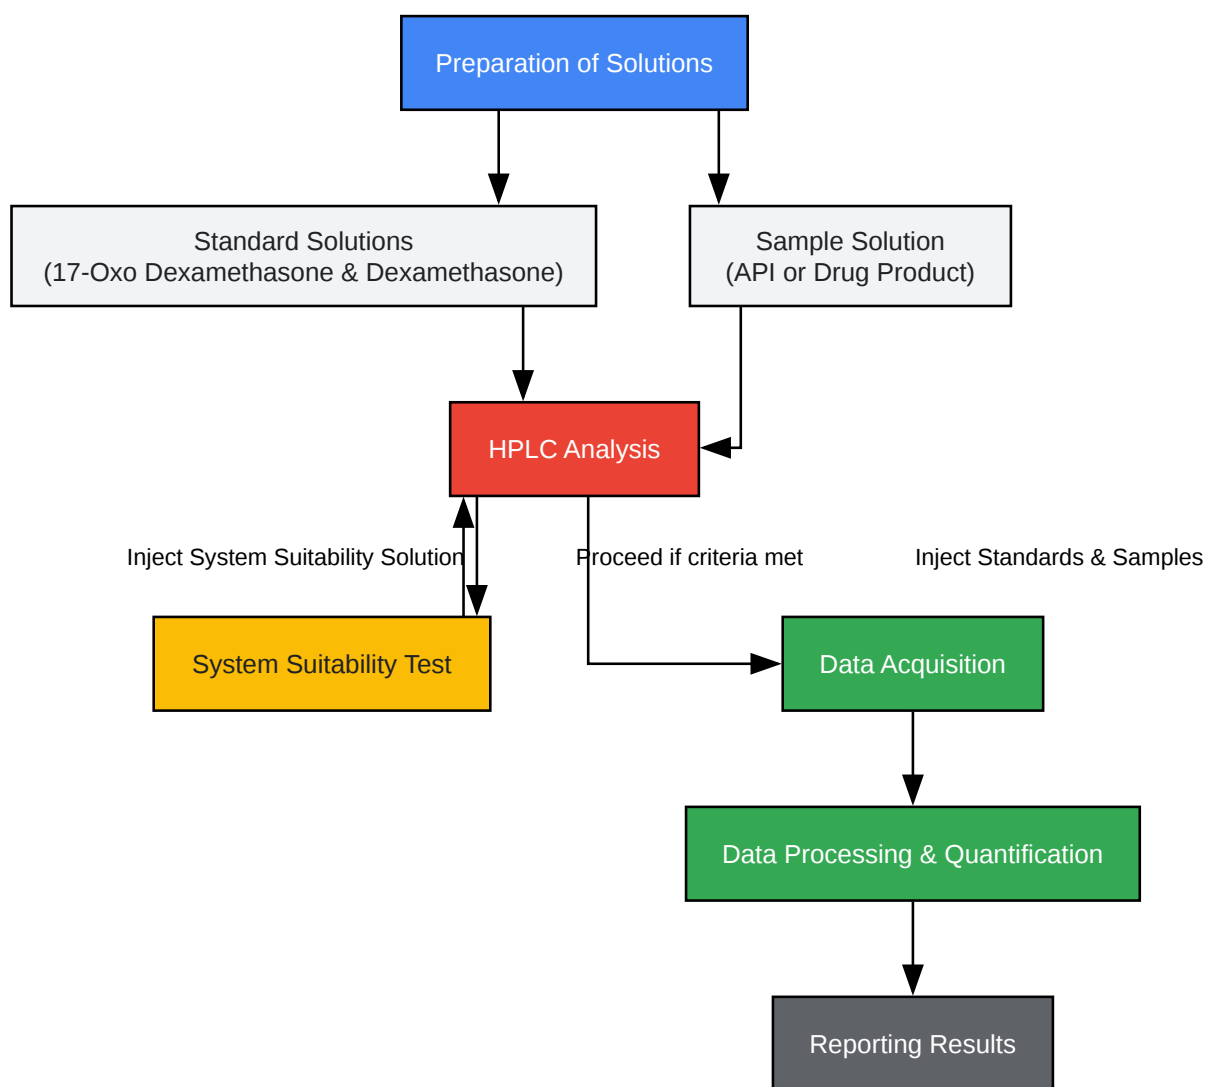 Preparation of Solutions
Standard Solutions
(17-Oxo Dexamethasone & Dexamethasone)
Sample Solution
(API or Drug Product)
HPLC Analysis
Inject System Suitability Solution
Proceed if criteria met
Inject Standards & Samples
System Suitability Test
Data Acquisition
Data Processing & Quantification
Reporting Results